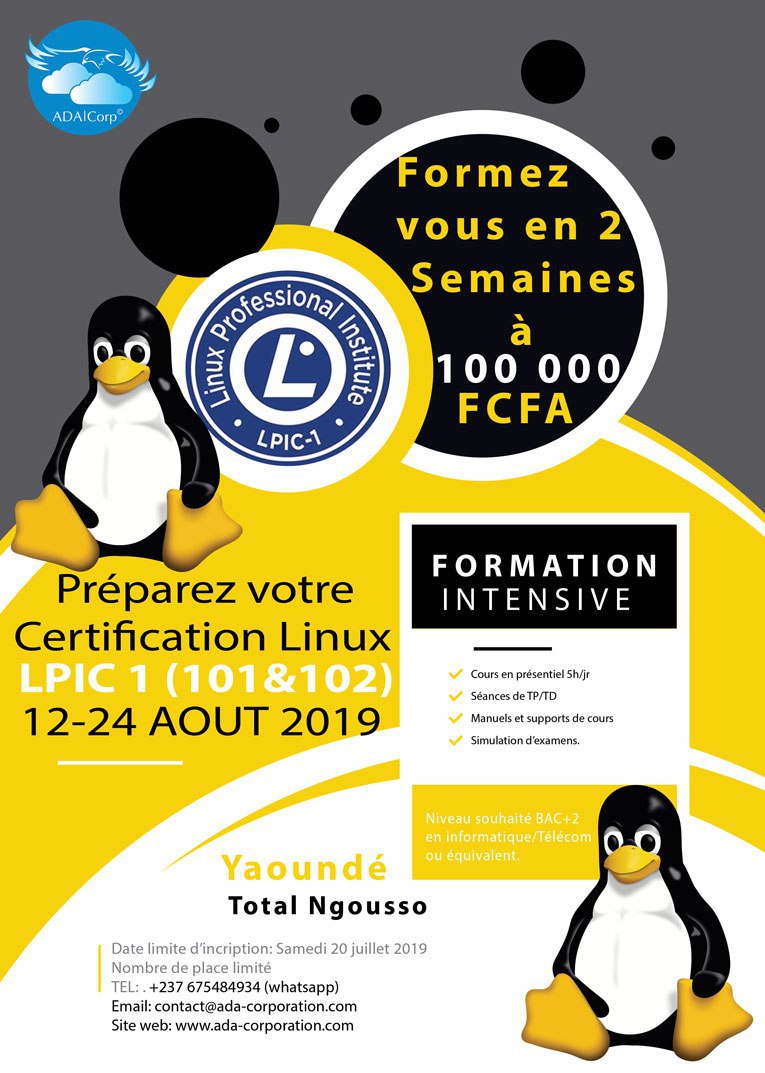 ADA|Corp©
Formez
vous en 2
Semaines
à
100 000
FCFA
Linux Professional Institute
LPIC-1
Préparez votre
Certification Linux
LPIC 1 (101&102)
12-24 AOUT 2019
FORMATION
INTENSIVE
Cours en présentiel 5h/jr
Séances de TP/TD
Manuels et supports de cours
Simulation d'examens.
Niveau souhaité BAC+2
en informatique/Télécom
ou équivalent.
Yaoundé
Total Ngousso
Date limite d'incription: Samedi 20 juillet 2019
Nombre de place limité
TEL: . +237 675484934 (whatsapp)
Email: contact@ada-corporation.com
Site web: www.ada-corporation.com